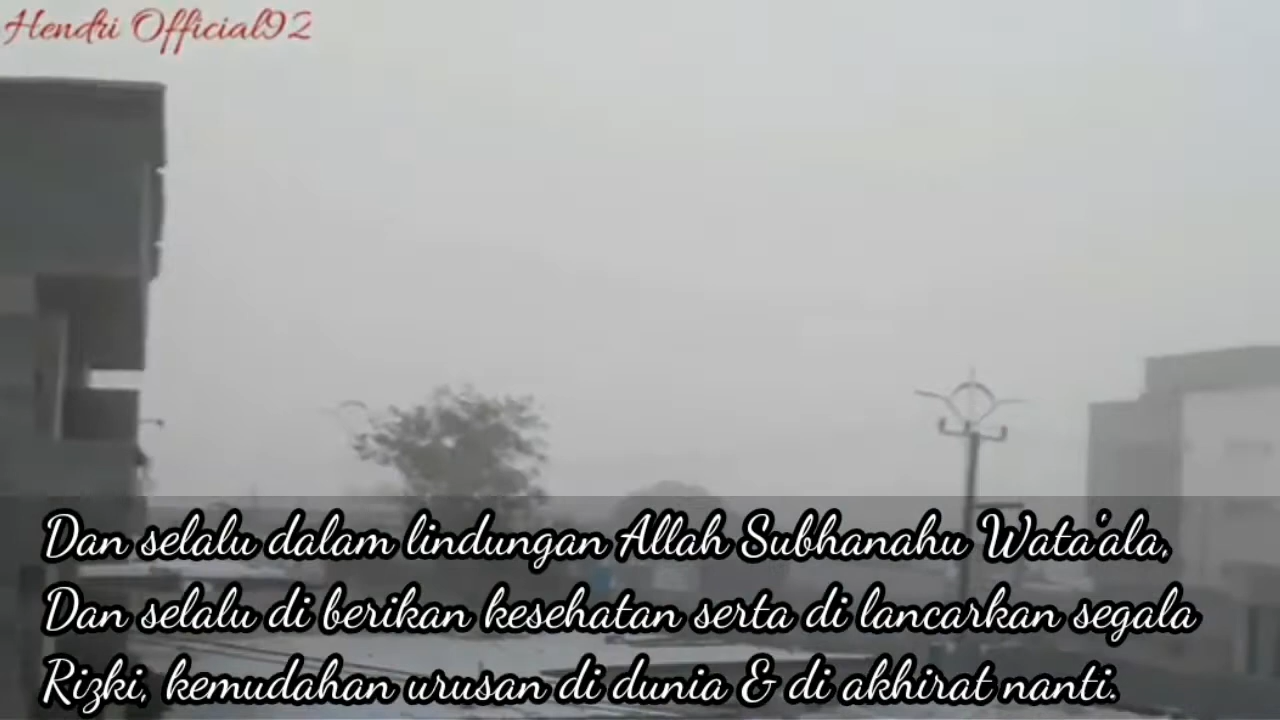 Hendri Official92
Dan selalu dalam lindungan Allah Subhanahu Wata'ala,
Dan selalu di berikan kesehatan serta di lancarkan segala
Rizki, kemudahan urusan di dunia & di akhirat nanti.